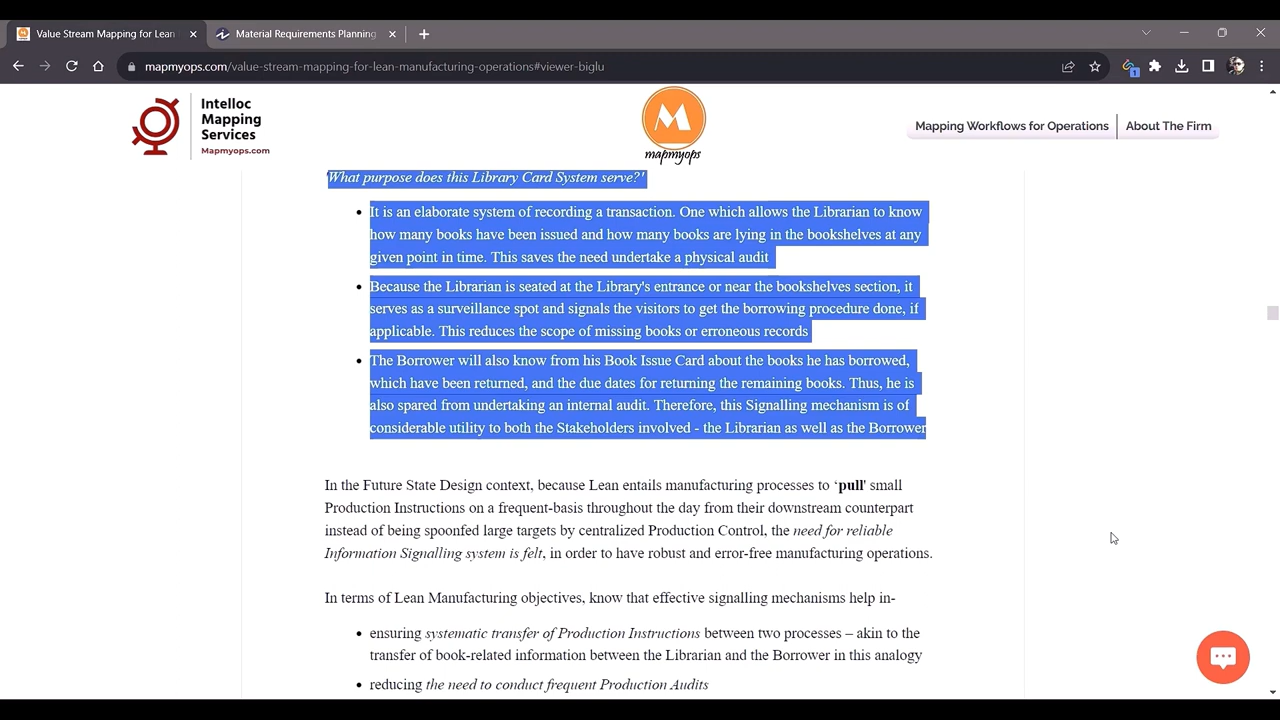 Value Stream Mapping for Lean
Material Requirements Planning
mapmyops.com/value-stream-mapping-for-lean-manufacturing-operations#viewer-biglu
1
Intelloc
Mapping
Services
Mapmyops.com
M
mapmyops
Mapping Workflows for Operations
About The Firm
'What purpose does this Library Card System serve?'
• It is an elaborate system of recording a transaction. One which allows the Librarian to know
how many books have been issued and how many books are lying in the bookshelves at any
given point in time. This saves the need undertake a physical audit
• Because the Librarian is seated at the Library's entrance or near the bookshelves section, it
serves as a surveillance spot and signals the visitors to get the borrowing procedure done, if
applicable. This reduces the scope of missing books or erroneous records
• The Borrower will also know from his Book Issue Card about the books he has borrowed,
which have been returned, and the due dates for returning the remaining books. Thus, he is
also spared from undertaking an internal audit. Therefore, this Signalling mechanism is of
considerable utility to both the Stakeholders involved - the Librarian as well as the Borrower
In the Future State Design context, because Lean entails manufacturing processes to ‘pull' small
Production Instructions on a frequent-basis throughout the day from their downstream counterpart
instead of being spoonfed large targets by centralized Production Control, the need for reliable
Information Signalling system is felt, in order to have robust and error-free manufacturing operations.
In terms of Lean Manufacturing objectives, know that effective signalling mechanisms help in-
• ensuring systematic transfer of Production Instructions between two processes – akin to the
transfer of book-related information between the Librarian and the Borrower in this analogy
• reducing the need to conduct frequent Production Audits